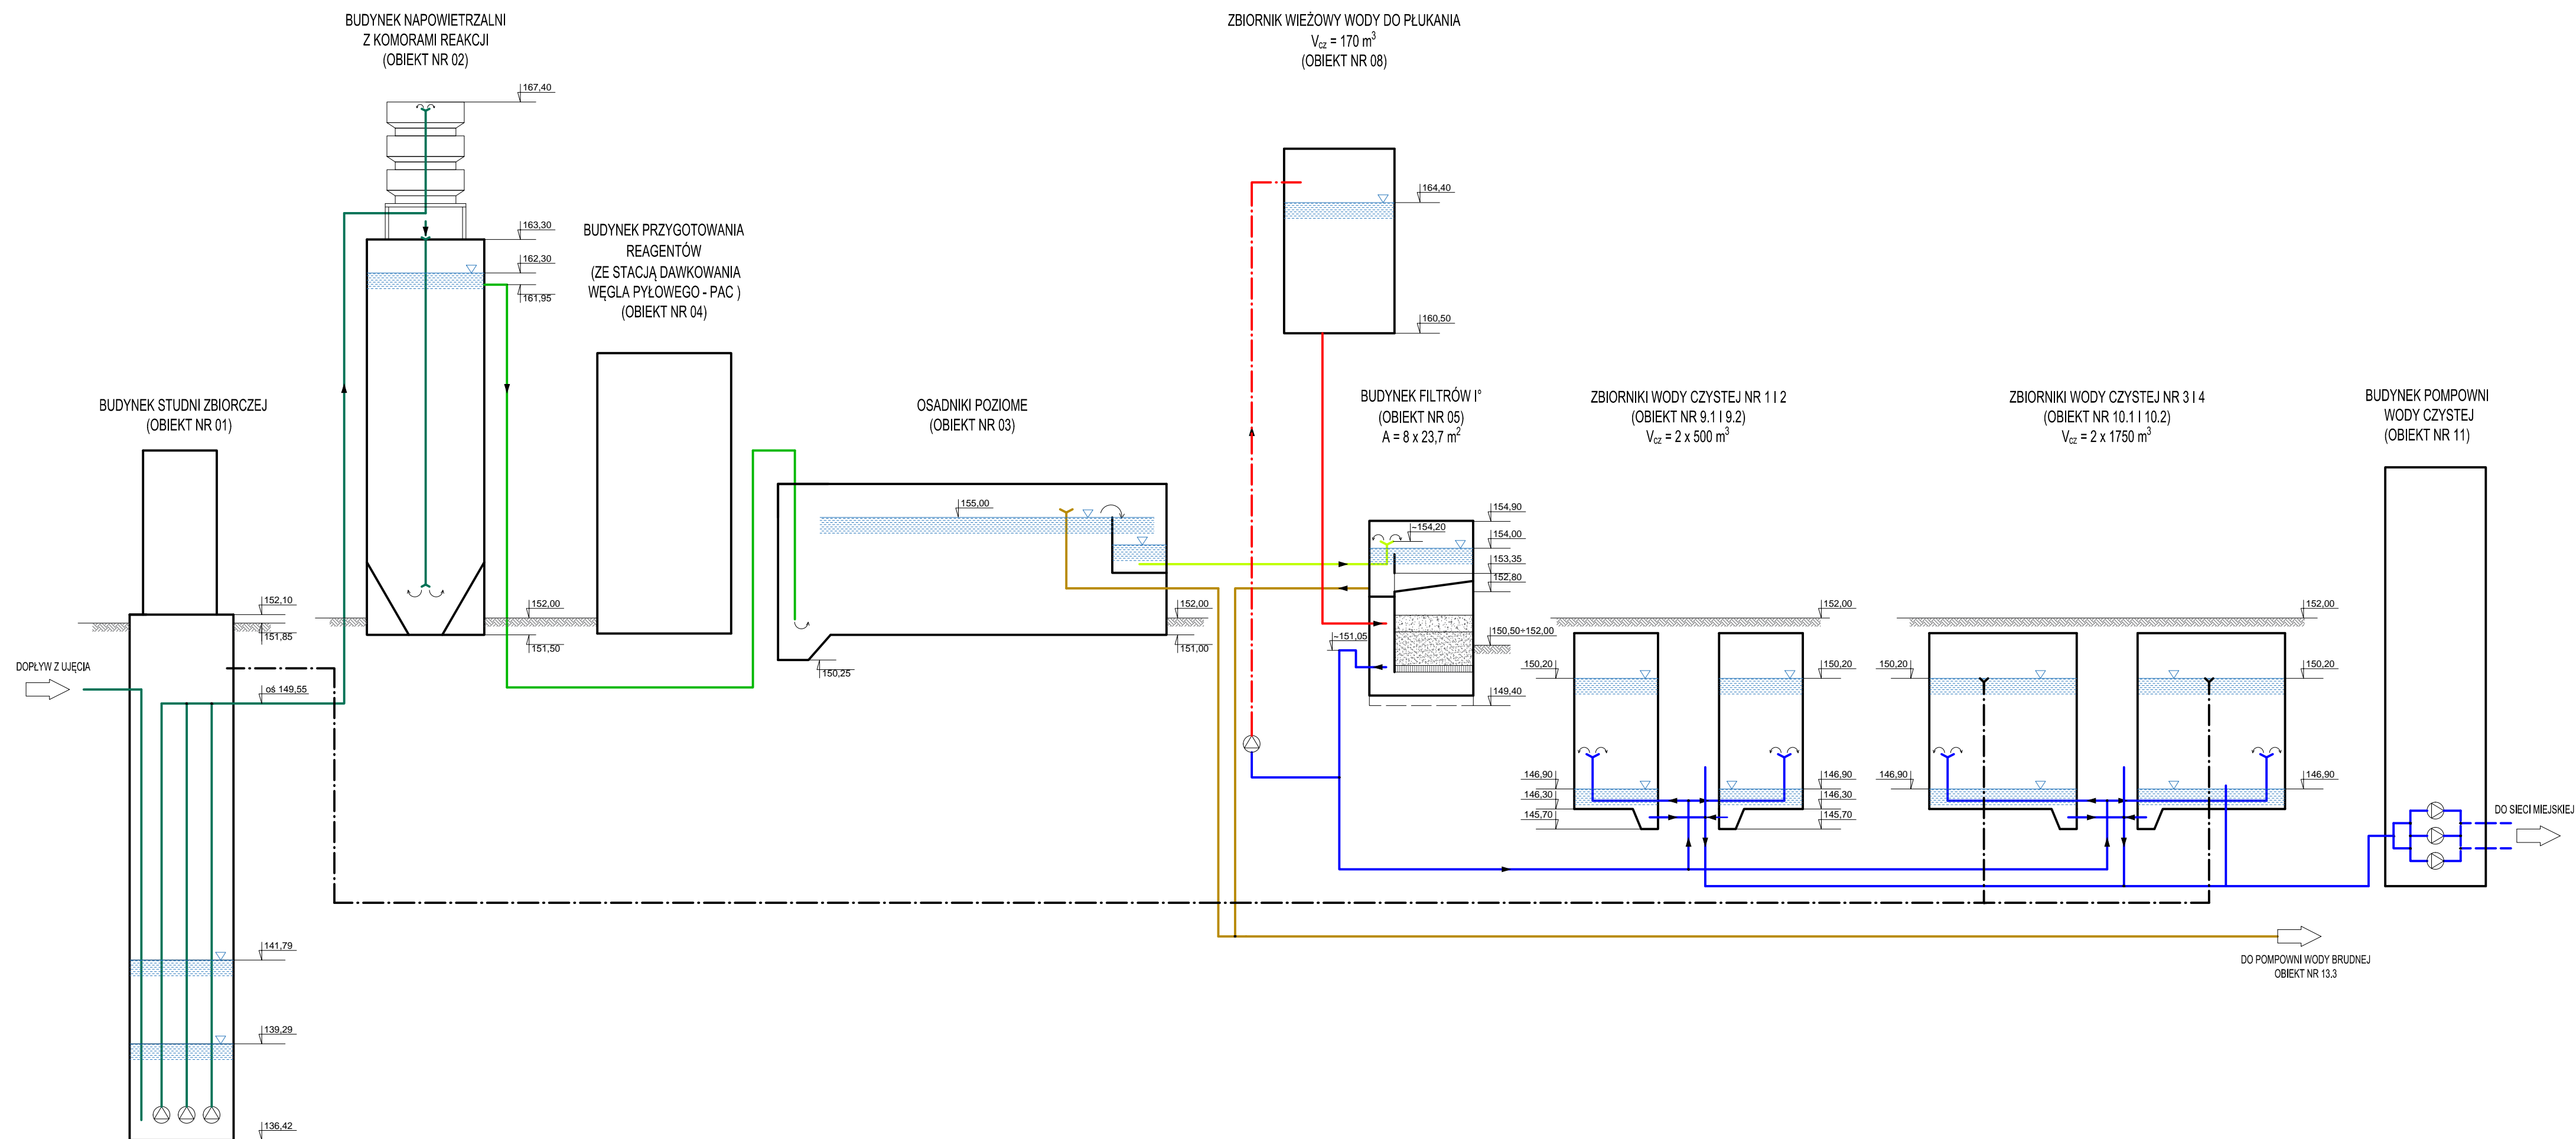 BUDYNEK NAPOWIETRZALNI
Z KOMORAMI REAKCJI
(OBIEKT NR 02)
167,40
163,30
162,30
161,95
152,00
151,50
BUDYNEK STUDNI ZBIORCZEJ
(OBIEKT NR 01)
152,10
151,85
DOPŁYW Z UJĘCIA
oś 149,55
141,79
139,29
136,42
BUDYNEK PRZYGOTOWANIA
REAGENTÓW
(ZE STACJĄ DAWKOWANIA
WĘGLA PYŁOWEGO - PAC )
(OBIEKT NR 04)
OSADNIKI POZIOME
(OBIEKT NR 03)
155,00
152,00
151,00
150,25
ZBIORNIK WIEŻOWY WODY DO PŁUKANIA
Vcz = 170 m³
(OBIEKT NR 08)
164,40
160,50
BUDYNEK FILTRÓW I°
(OBIEKT NR 05)
A = 8 x 23,7 m²
154,90
~154,20
154,00
153,35
152,80
~151,05
150,50÷152,00
149,40
ZBIORNIKI WODY CZYSTEJ NR 1 I 2
(OBIEKT NR 9.1 I 9.2)
Vcz = 2 x 500 m³
152,00
150,20
150,20
146,90
146,90
146,30
146,30
145,70
145,70
ZBIORNIKI WODY CZYSTEJ NR 3 I 4
(OBIEKT NR 10.1 I 10.2)
Vcz = 2 x 1750 m³
152,00
150,20
150,20
146,90
146,90
BUDYNEK POMPOWNI
WODY CZYSTEJ
(OBIEKT NR 11)
DO SIECI MIEJSKIEJ
DO POMPOWNI WODY BRUDNEJ
OBIEKT NR 13.3